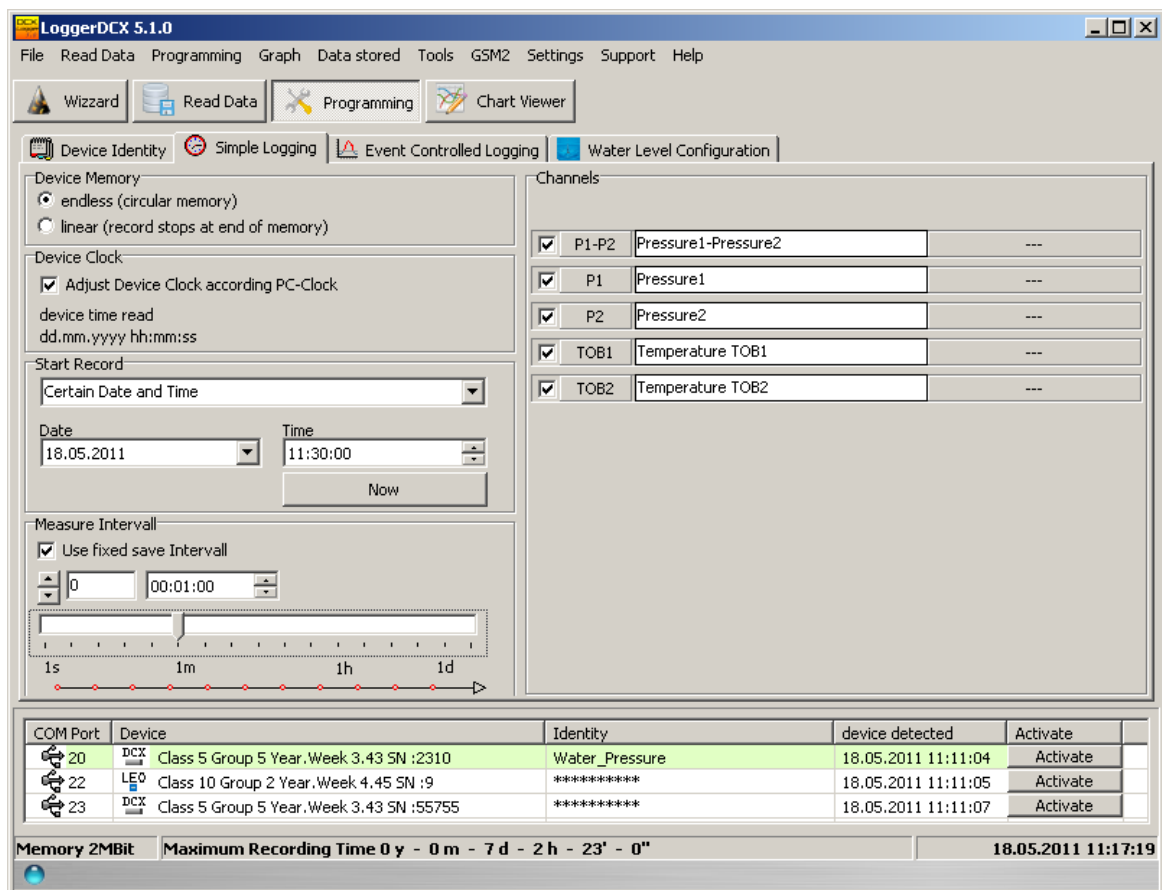 LoggerDCX 5.1.0
File Read Data Programming Graph Data stored Tools GSM2 Settings Support Help
Wizzard Read Data Programming Chart Viewer
Device Identity Simple Logging Event Controlled Logging Water Level Configuration
Device Memory
endless (circular memory)
linear (record stops at end of memory)
Device Clock
Adjust Device Clock according PC-Clock
device time read
dd.mm.yyyy hh:mm:ss
Start Record
Certain Date and Time
Date Time
18.05.2011 11:30:00
Now
Measure Intervall
Use fixed save Intervall
0 00:01:00
1s 1m 1h 1d
Channels
P1-P2 Pressure1-Pressure2 ---
P1 Pressure1 ---
P2 Pressure2 ---
TOB1 Temperature TOB1 ---
TOB2 Temperature TOB2 ---
COM Port Device Identity device detected Activate
20 DCX Class 5 Group 5 Year.Week 3.43 SN :2310 Water_Pressure 18.05.2011 11:11:04 Activate
22 LEO Class 10 Group 2 Year.Week 4.45 SN :9 ********** 18.05.2011 11:11:05 Activate
23 DCX Class 5 Group 5 Year.Week 3.43 SN :55755 ********** 18.05.2011 11:11:07 Activate
Memory 2MBit Maximum Recording Time 0 y - 0 m - 7 d - 2 h - 23' - 0" 18.05.2011 11:17:19